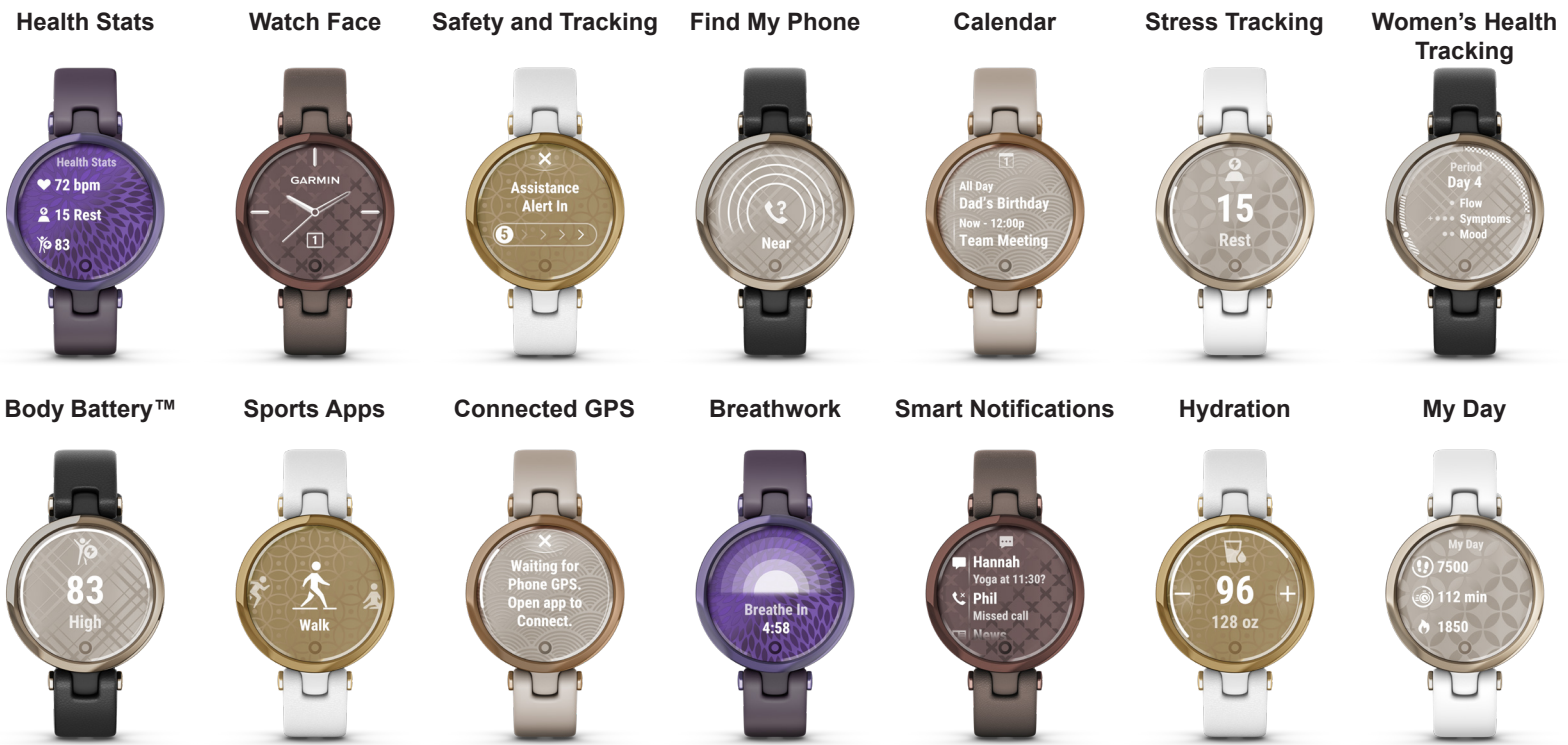 Health Stats
Watch Face
Safety and Tracking
Find My Phone
Calendar
Stress Tracking
Women’s Health
Tracking
Health Stats
72 bpm
15 Rest
83
GARMIN
1
Assistance
Alert In
5
?
Near
1
All Day
Dad's Birthday
Now - 12:00p
Team Meeting
15
Rest
Period
Day 4
Flow
Symptoms
Mood
Body Battery™
Sports Apps
Connected GPS
Breathwork
Smart Notifications
Hydration
My Day
83
High
Walk
Waiting for
Phone GPS.
Open app to
Connect.
Breathe In
4:58
Hannah
Yoga at 11:30?
Phil
Missed call
News
- 96 +
128 oz
My Day
7500
112 min
1850